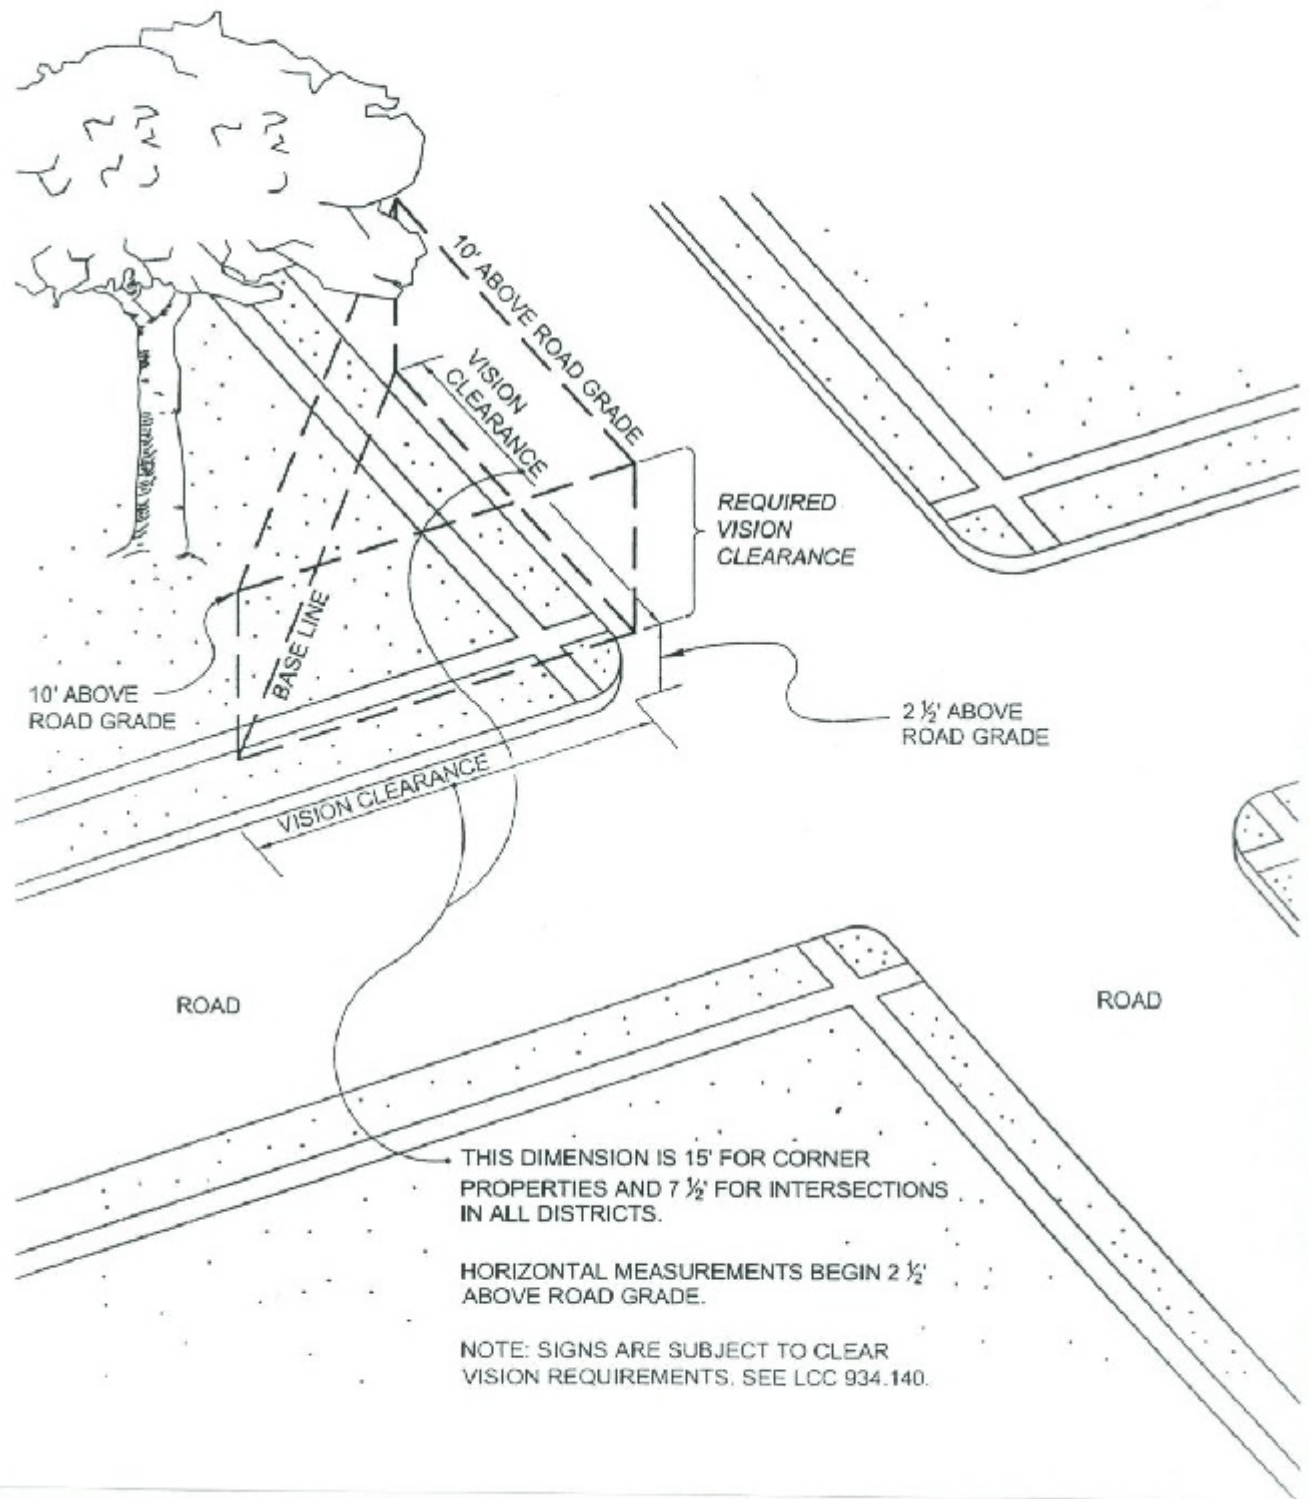 10' ABOVE ROAD GRADE
VISION
CLEARANCE
REQUIRED
VISION
CLEARANCE
BASE LINE
10' ABOVE
ROAD GRADE
2 ½' ABOVE
ROAD GRADE
VISION CLEARANCE
ROAD
ROAD
THIS DIMENSION IS 15' FOR CORNER
PROPERTIES AND 7 ½' FOR INTERSECTIONS
IN ALL DISTRICTS.
HORIZONTAL MEASUREMENTS BEGIN 2 ½'
ABOVE ROAD GRADE.
NOTE: SIGNS ARE SUBJECT TO CLEAR
VISION REQUIREMENTS. SEE LCC 934.140.